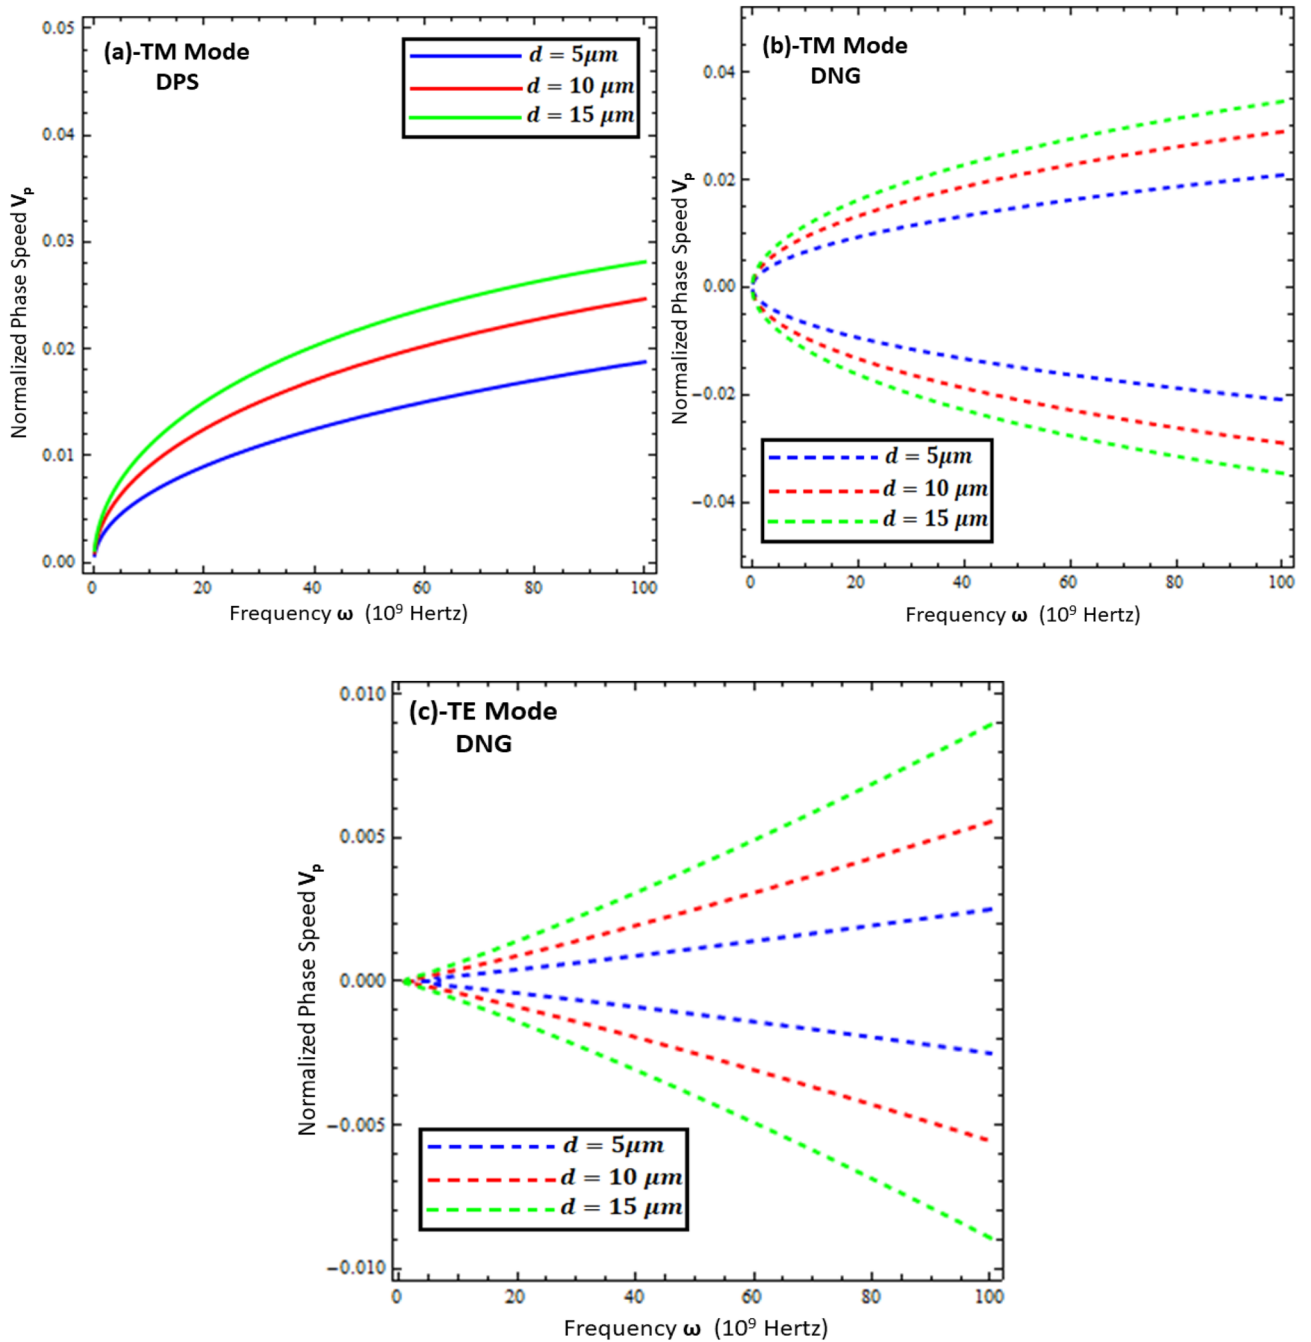 (a)-TM Mode
DPS
d = 5μm
d = 10 μm
d = 15 μm
0.05
0.04
0.03
0.02
0.01
0.00
Normalized Phase Speed Vₚ
0 20 40 60 80 100
Frequency ω (10⁹ Hertz)
(b)-TM Mode
DNG
0.04
0.02
0.00
−0.02
−0.04
Normalized Phase Speed Vₚ
d = 5μm
d = 10 μm
d = 15 μm
0 20 40 60 80 100
Frequency ω (10⁹ Hertz)
(c)-TE Mode
DNG
0.010
0.005
0.000
−0.005
−0.010
Normalized Phase Speed Vₚ
d = 5μm
d = 10 μm
d = 15 μm
0 20 40 60 80 100
Frequency ω (10⁹ Hertz)